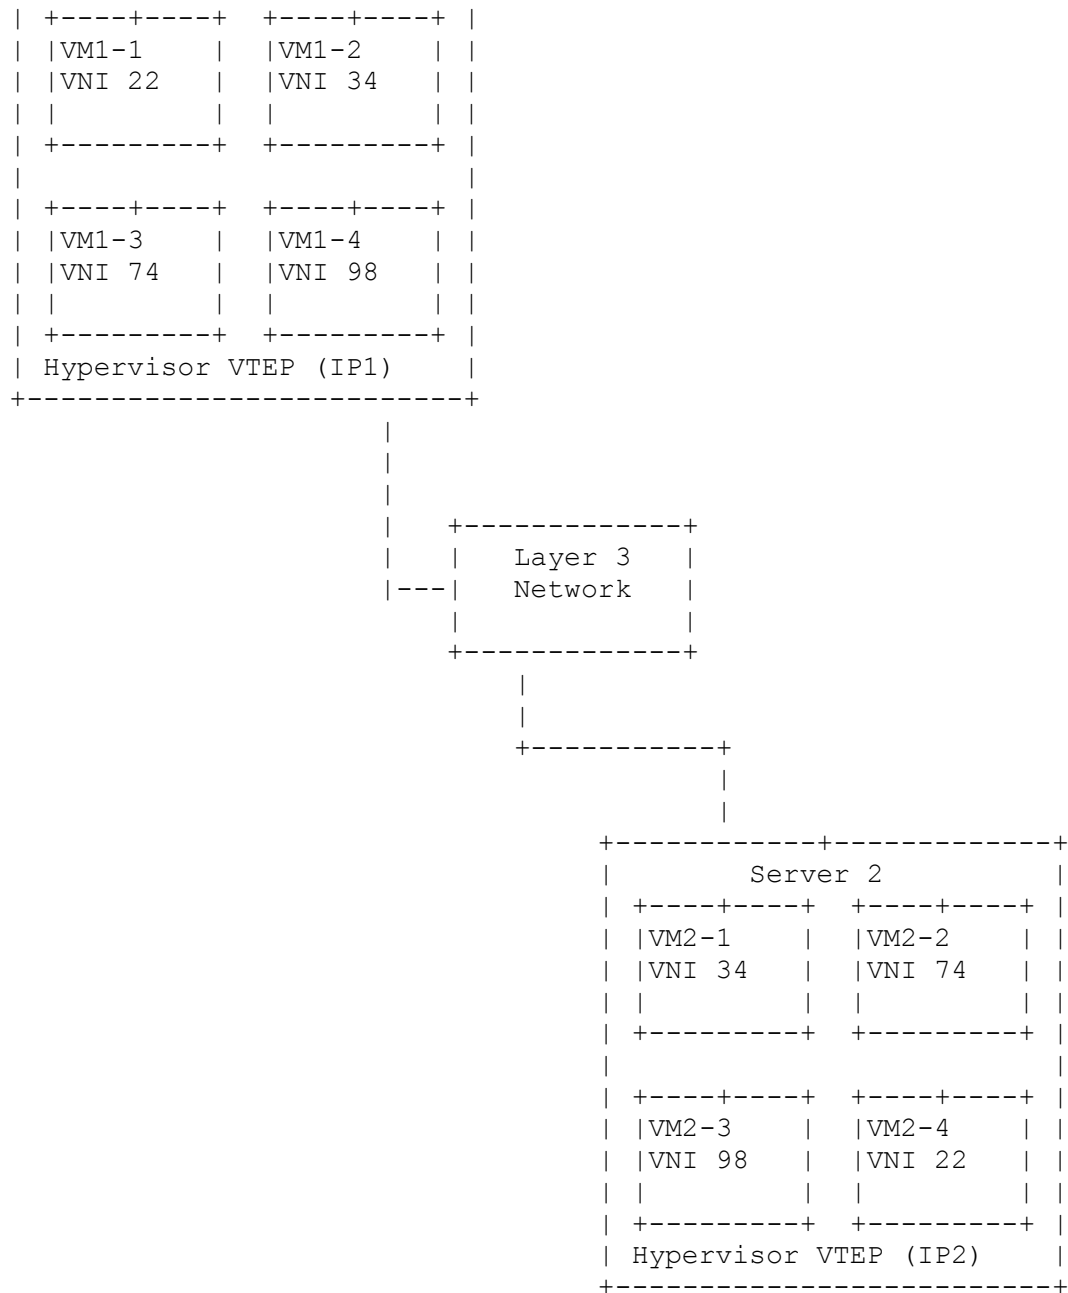 VM1-1 VM1-2
VNI 22 VNI 34
VM1-3 VM1-4
VNI 74 VNI 98
Hypervisor VTEP (IP1)
Layer 3
Network
Server 2
VM2-1 VM2-2
VNI 34 VNI 74
VM2-3 VM2-4
VNI 98 VNI 22
Hypervisor VTEP (IP2)